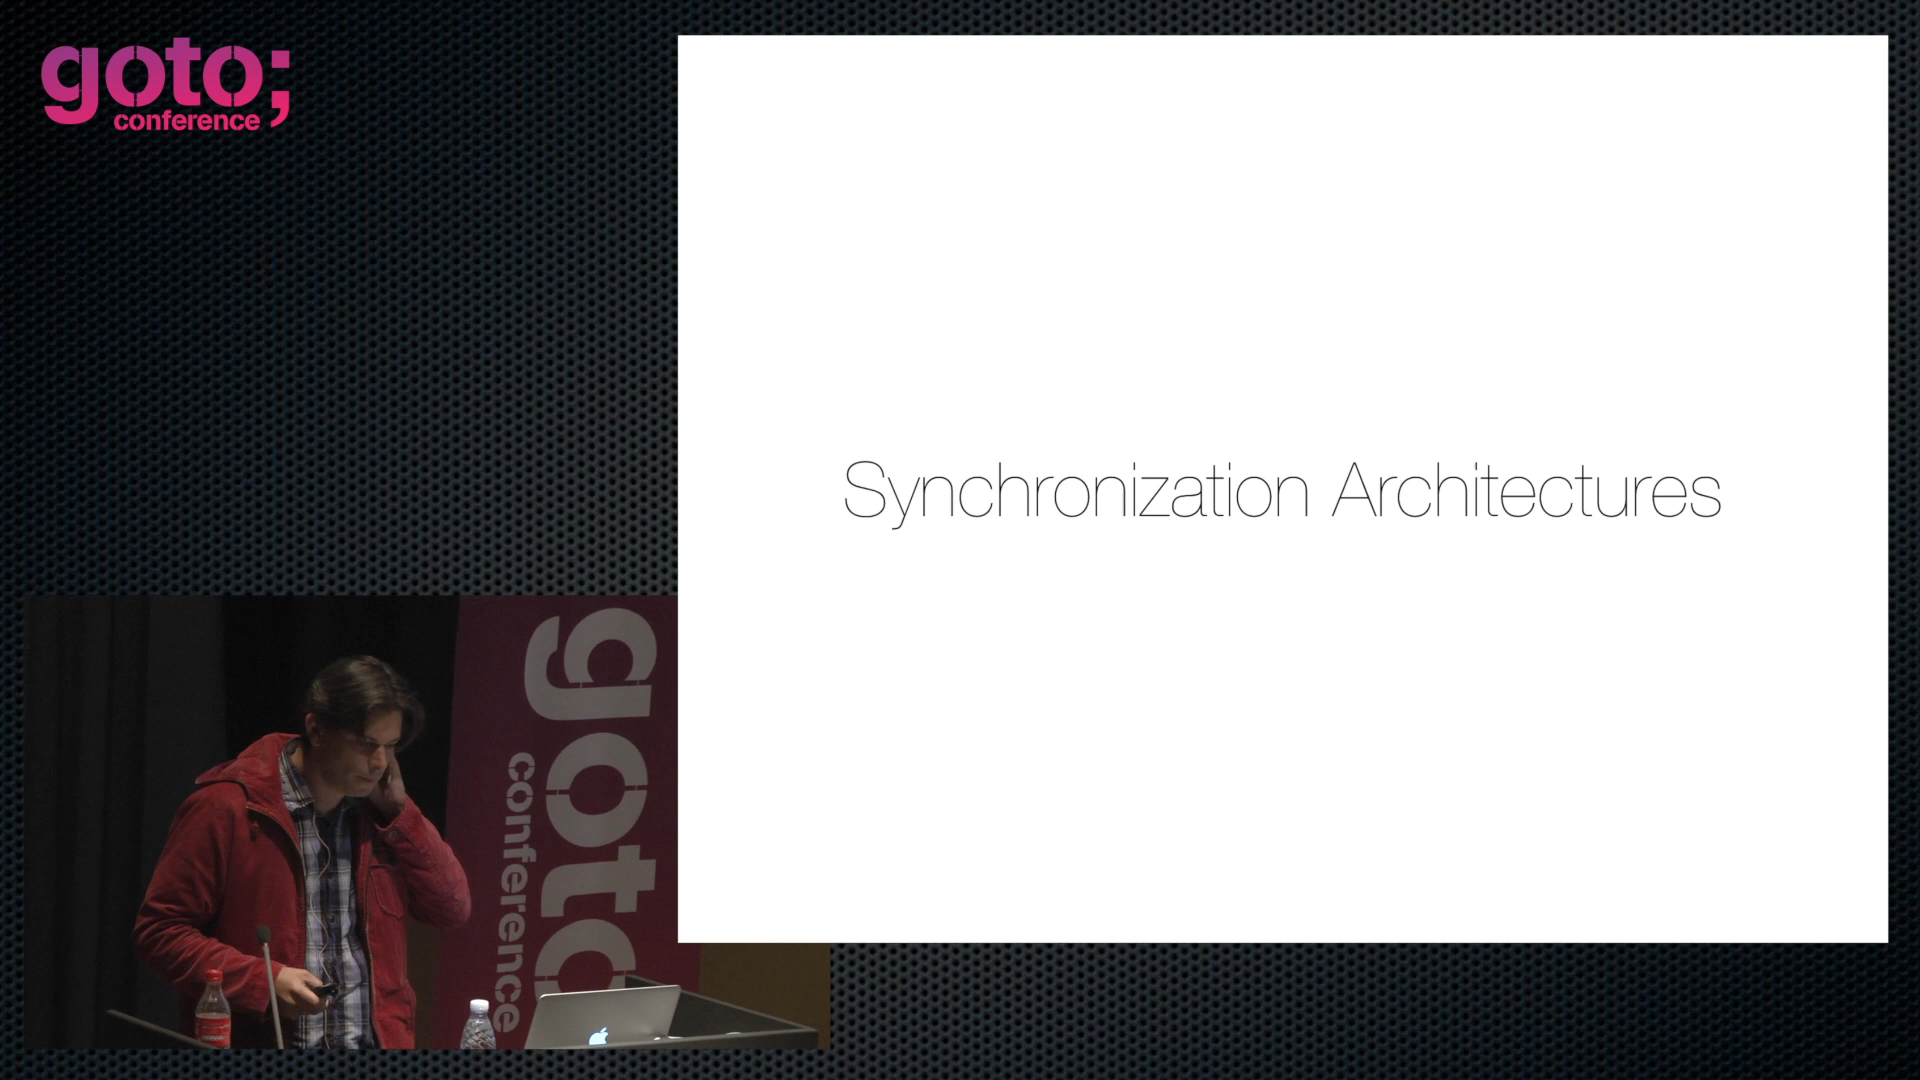 goto;
conference
Synchronization Architectures
goto
conference